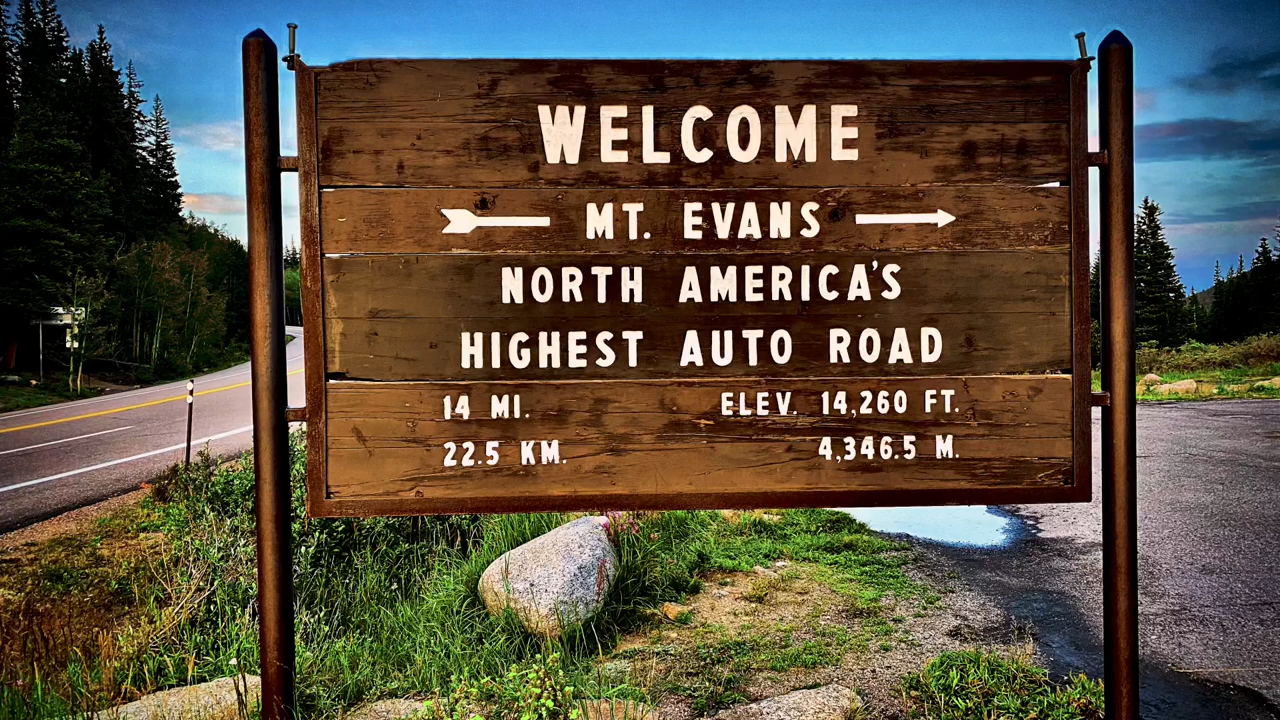 WELCOME
MT. EVANS
NORTH AMERICA'S
HIGHEST AUTO ROAD
14 MI. ELEV. 14,260 FT.
22.5 KM. 4,346.5 M.